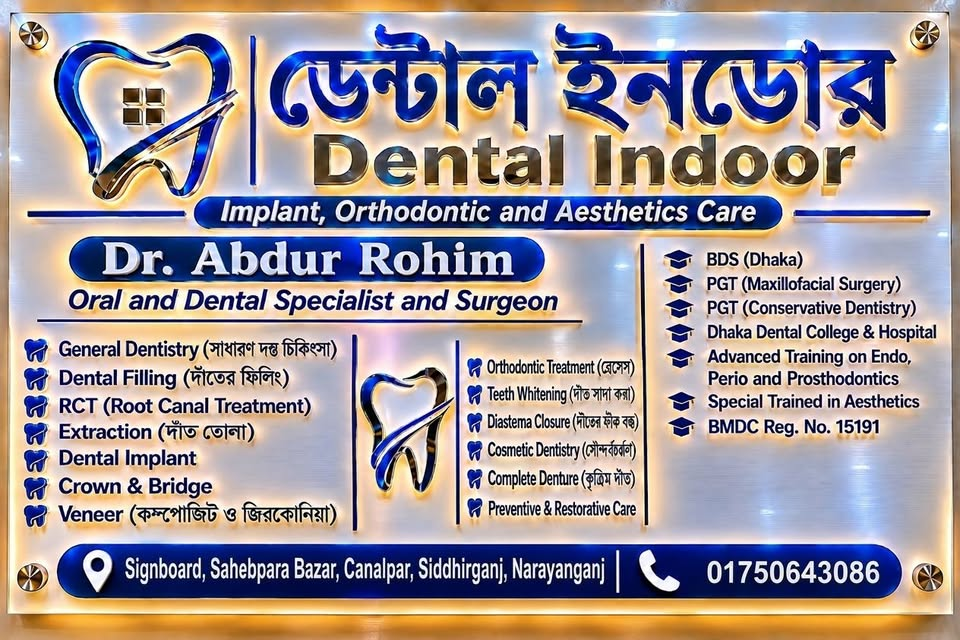 ডেন্টাল ইনডোর
Dental Indoor
Implant, Orthodontic and Aesthetics Care
Dr. Abdur Rohim
Oral and Dental Specialist and Surgeon
General Dentistry (সাধারণ দন্ত চিকিৎসা)
Dental Filling (দাঁতের ফিলিং)
RCT (Root Canal Treatment)
Extraction (দাঁত তোলা)
Dental Implant
Crown & Bridge
Veneer (কম্পোজিট ও জিরকোনিয়া)
Orthodontic Treatment (ব্রেসেস)
Teeth Whitening (দাঁত সাদা করা)
Diastema Closure (দাঁতের ফাঁক বন্ধ)
Cosmetic Dentistry
Complete Denture (কৃত্রিম দাঁত)
Preventive & Restorative Care
BDS (Dhaka)
PGT (Maxillofacial Surgery)
PGT (Conservative Dentistry)
Dhaka Dental College & Hospital
Advanced Training on Endo,
Perio and Prosthodontics
Special Trained in Aesthetics
BMDC Reg. No. 15191
Signboard, Sahebpara Bazar, Canalpar, Siddhirganj, Narayanganj
01750643086